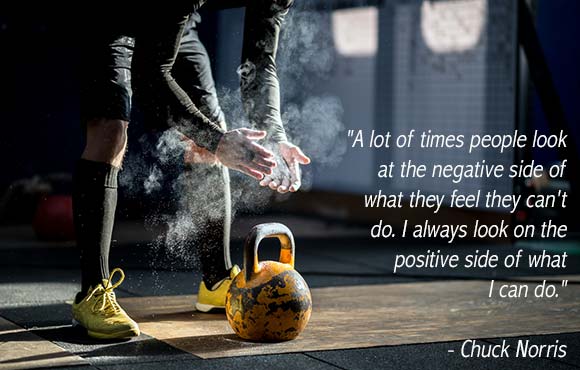 "A lot of times people look
at the negative side of
what they feel they can't
do. I always look on the
positive side of what
I can do."
- Chuck Norris